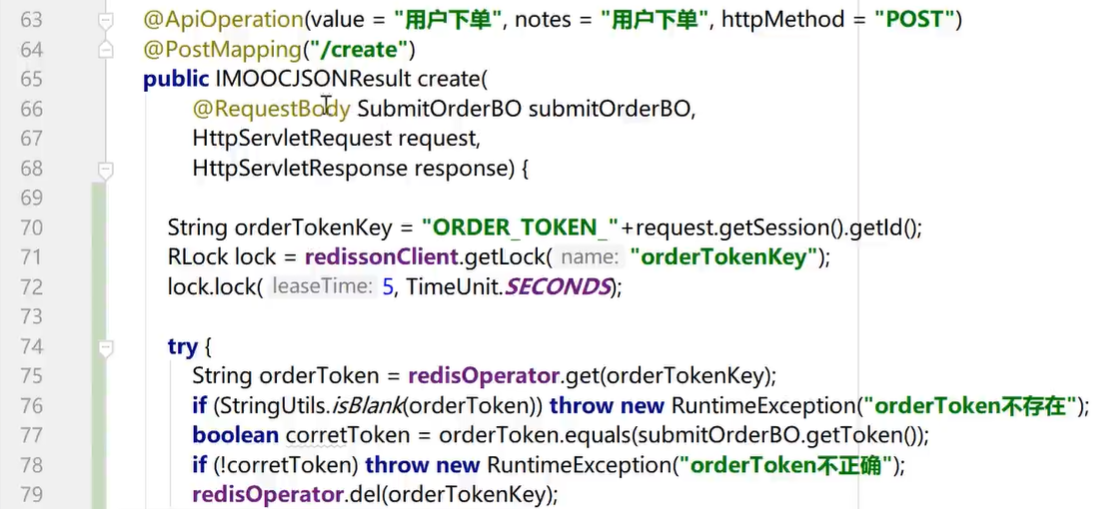 63 @ApiOperation(value = "用户下单", notes = "用户下单", httpMethod = "POST")
64 @PostMapping("/create")
65 public IMOOCJSONResult create(
66 @RequestBody SubmitOrderBO submitOrderBO,
67 HttpServletRequest request,
68 HttpServletResponse response) {
69
70 String orderTokenKey = "ORDER_TOKEN_"+request.getSession().getId();
71 RLock lock = redissonClient.getLock( name: "orderTokenKey");
72 lock.lock( leaseTime: 5, TimeUnit.SECONDS);
73
74 try {
75 String orderToken = redisOperator.get(orderTokenKey);
76 if (StringUtils.isBlank(orderToken)) throw new RuntimeException("orderToken不存在");
77 boolean corretToken = orderToken.equals(submitOrderBO.getToken());
78 if (!corretToken) throw new RuntimeException("orderToken不正确");
79 redisOperator.del(orderTokenKey);